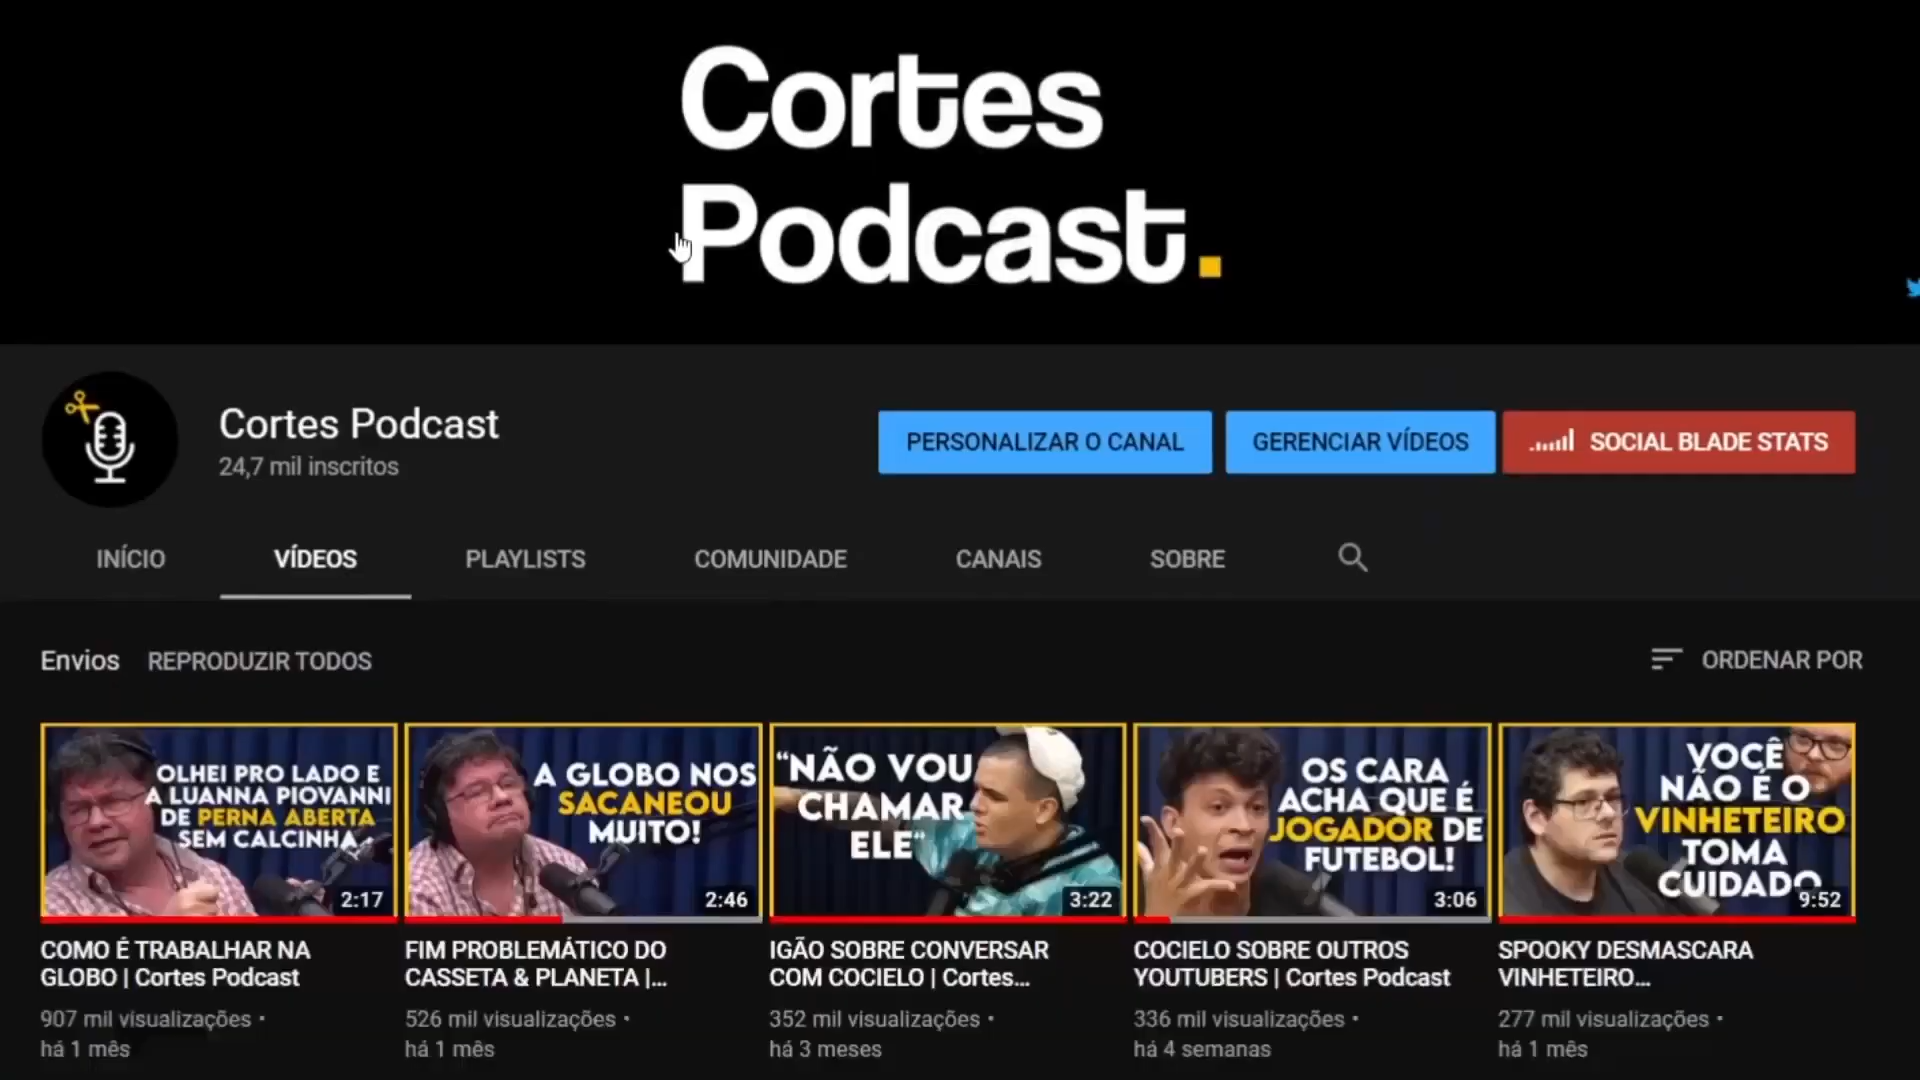 Cortes
Podcast.
Cortes Podcast
24,7 mil inscritos
PERSONALIZAR O CANAL
GERENCIAR VÍDEOS
SOCIAL BLADE STATS
INÍCIO
VÍDEOS
PLAYLISTS
COMUNIDADE
CANAIS
SOBRE
Envios
REPRODUZIR TODOS
ORDENAR POR
OLHEI PRO LADO E
A LUANNA PIOVANNI
DE PERNA ABERTA
SEM CALCINHA
2:17
COMO É TRABALHAR NA
GLOBO | Cortes Podcast
907 mil visualizações •
há 1 mês
A GLOBO NOS
SACANEOU
MUITO!
2:46
FIM PROBLEMÁTICO DO
CASSETA & PLANETA |...
526 mil visualizações •
há 1 mês
“NÃO VOU
CHAMAR
ELE“
3:22
IGÃO SOBRE CONVERSAR
COM COCIELO | Cortes...
352 mil visualizações •
há 3 meses
OS CARA
ACHA QUE É
JOGADOR DE
FUTEBOL!
3:06
COCIELO SOBRE OUTROS
YOUTUBERS | Cortes Podcast
336 mil visualizações •
há 4 semanas
VOCÊ
NÃO É O
VINHETEIRO
TOMA
CUIDADO
9:52
SPOOKY DESMASCARA
VINHETEIRO...
277 mil visualizações •
há 1 mês